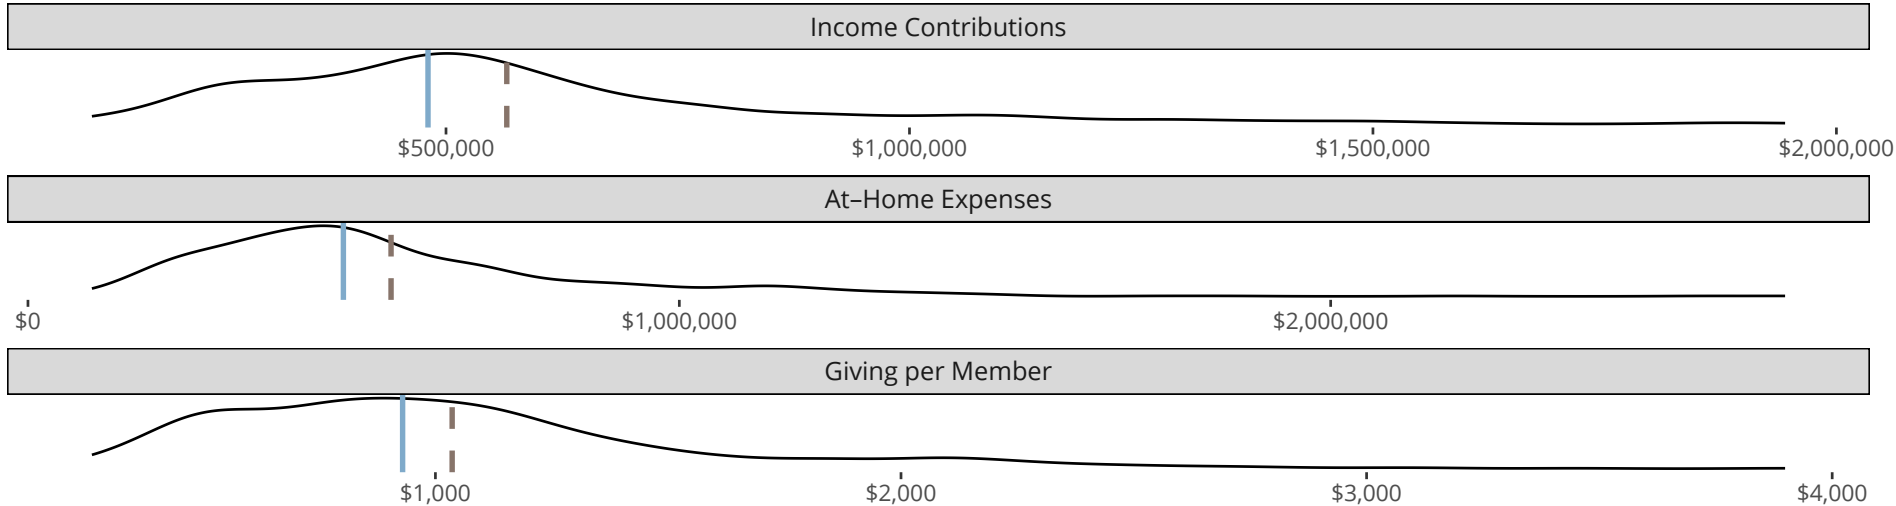 Income Contributions
$500,000 $1,000,000 $1,500,000 $2,000,000
At–Home Expenses
$0 $1,000,000 $2,000,000
Giving per Member
$1,000 $2,000 $3,000 $4,000